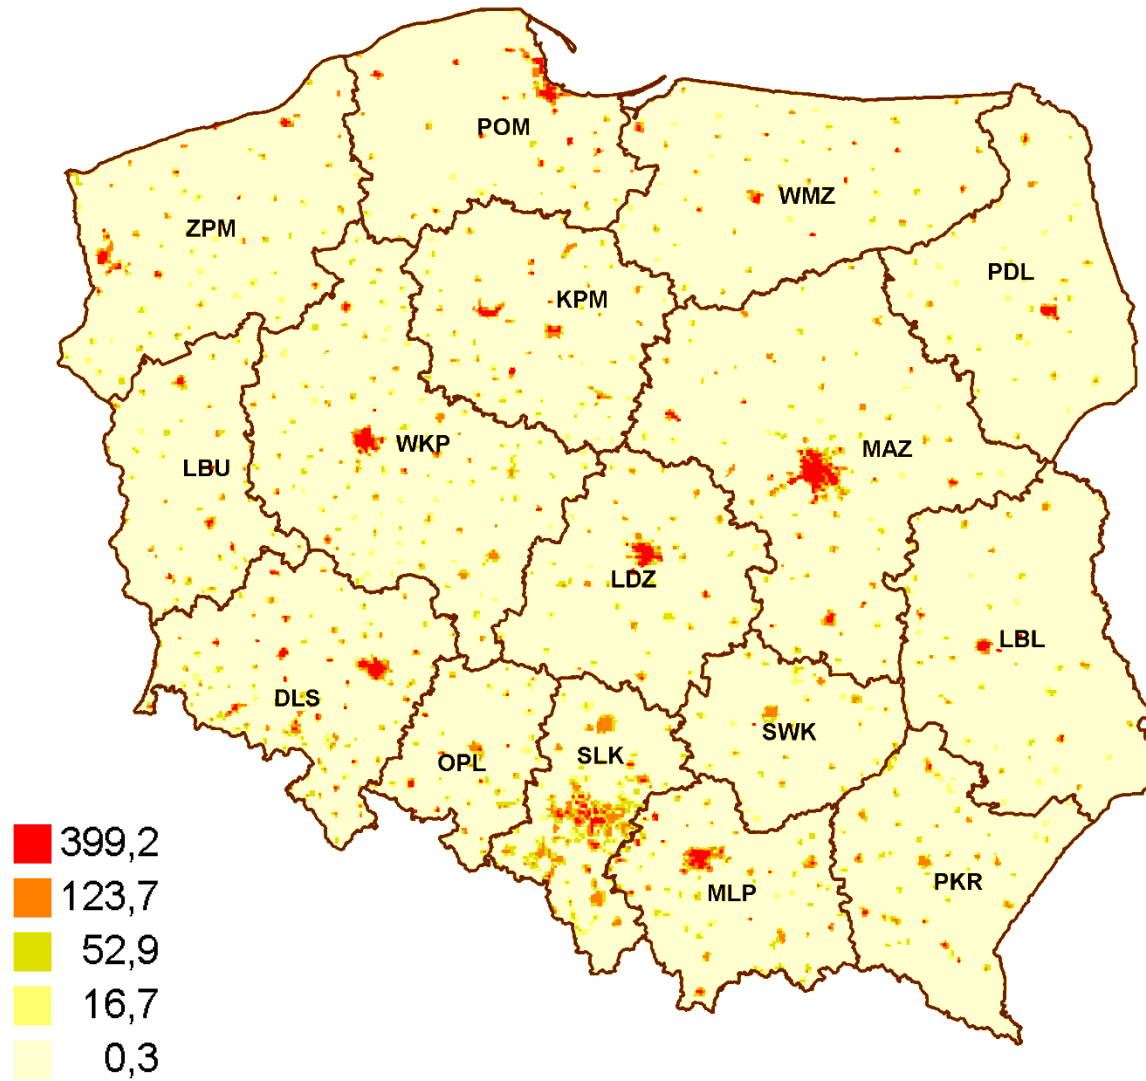 POM
WMZ
ZPM
PDL
KPM
WKP
MAZ
LBU
LDZ
LBL
DLS
SWK
SLK
OPL
PKR
MLP
399,2
123,7
52,9
16,7
0,3